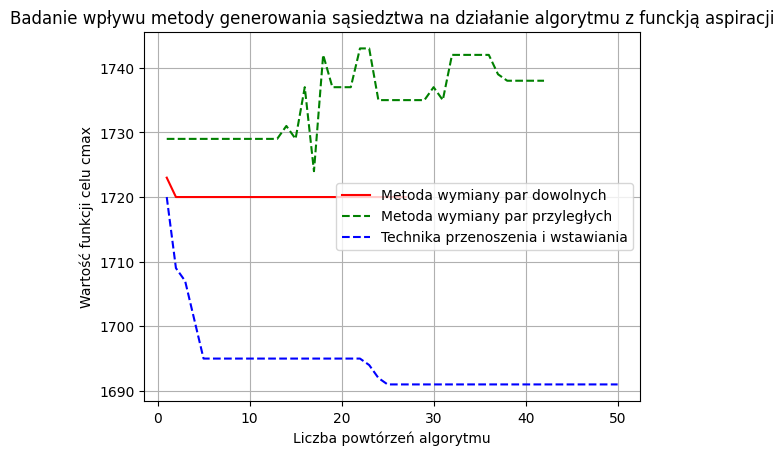 Badanie wpływu metody generowania sąsiedztwa na działanie algorytmu z funckją aspiracji
Wartość funkcji celu cmax
1740
1730
1720
1710
1700
1690
Metoda wymiany par dowolnych
Metoda wymiany par przyległych
Technika przenoszenia i wstawiania
0
10
20
30
40
50
Liczba powtórzeń algorytmu